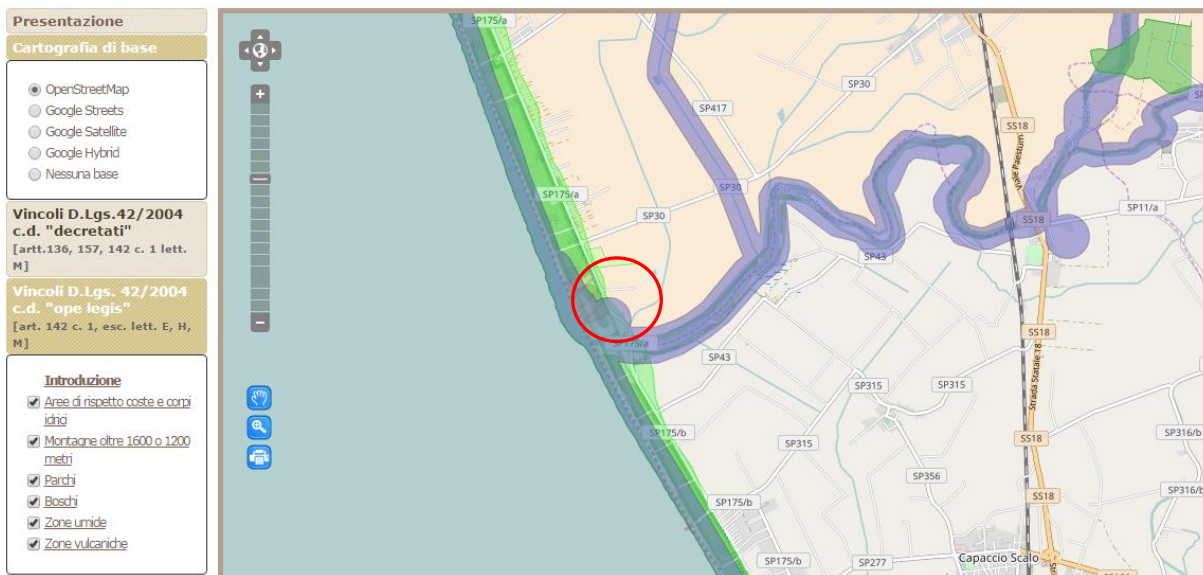 Presentazione
Cartografia di base
OpenStreetMap
Google Streets
Google Satellite
Google Hybrid
Nessuna base
Vincoli D.Lgs.42/2004
c.d. "decretati"
[artt.136, 157, 142 c. 1 lett.
M]
Vincoli D.Lgs. 42/2004
c.d. "ope legis"
[art. 142 c. 1, esc. lett. E, H,
M]
Introduzione
Aree di rispetto coste e corpi
idrici
Montagne oltre 1600 o 1200
metri
Parchi
Boschi
Zone umide
Zone vulcaniche
SP175/a
SP30
SP417
SS18
Viale Paestum
SP30
SP175/a
SP30
SP11/a
SS18
SP43
SS18
SP175/a
SP43
SS18
Strada Statale 18
SP315
SP315
SP175/b
SP315
SS18
SP316/b
SP356
SP175/b
SS18
SP316/b
SP175/b
SP277
Capaccio Scalo